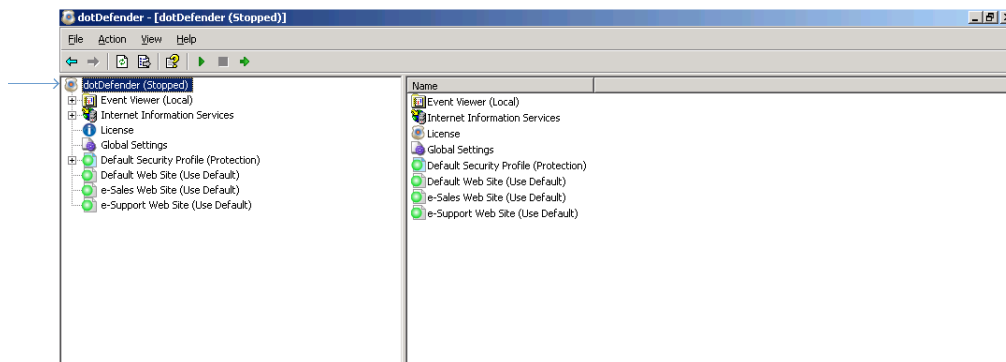 dotDefender - [dotDefender (Stopped)]
File Action View Help
dotDefender (Stopped)
Event Viewer (Local)
Internet Information Services
License
Global Settings
Default Security Profile (Protection)
Default Web Site (Use Default)
e-Sales Web Site (Use Default)
e-Support Web Site (Use Default)
Name
Event Viewer (Local)
Internet Information Services
License
Global Settings
Default Security Profile (Protection)
Default Web Site (Use Default)
e-Sales Web Site (Use Default)
e-Support Web Site (Use Default)